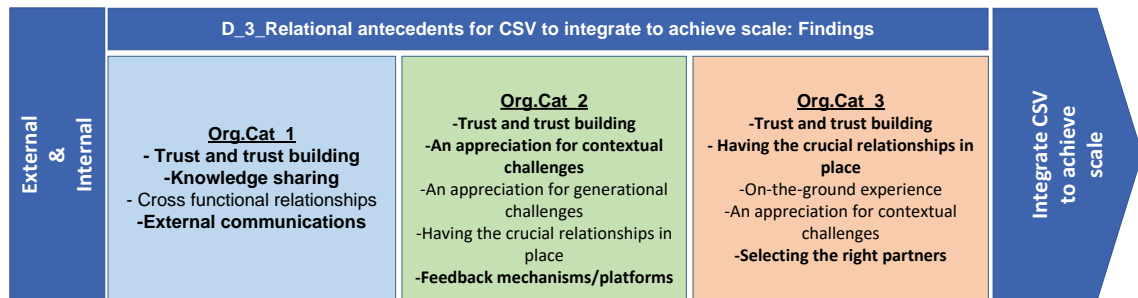 D_3_Relational antecedents for CSV to integrate to achieve scale: Findings
External
&
Internal
Org.Cat_1
- Trust and trust building
-Knowledge sharing
- Cross functional relationships
-External communications
Org.Cat_2
-Trust and trust building
-An appreciation for contextual
challenges
-An appreciation for generational
challenges
-Having the crucial relationships in
place
-Feedback mechanisms/platforms
Org.Cat_3
-Trust and trust building
- Having the crucial relationships in
place
-On-the-ground experience
-An appreciation for contextual
challenges
-Selecting the right partners
Integrate CSV
to achieve
scale